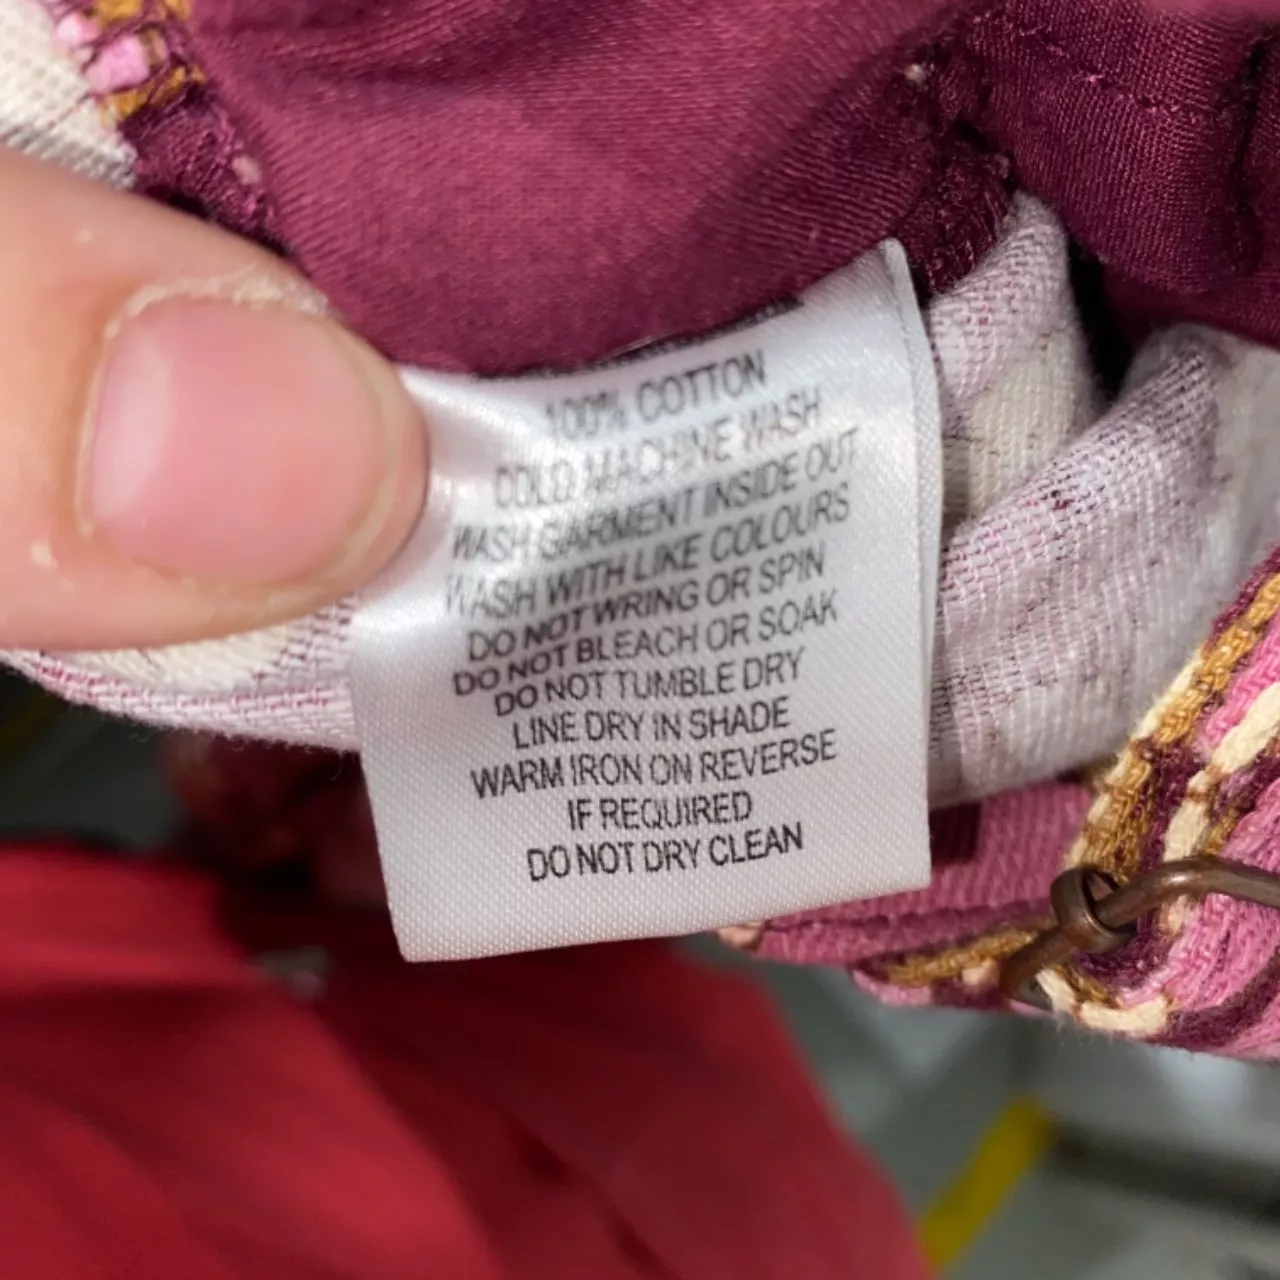 100% COTTON
COLD MACHINE WASH
WASH GARMENT INSIDE OUT
WASH WITH LIKE COLOURS
DO NOT WRING OR SPIN
DO NOT BLEACH OR SOAK
DO NOT TUMBLE DRY
LINE DRY IN SHADE
WARM IRON ON REVERSE
IF REQUIRED
DO NOT DRY CLEAN